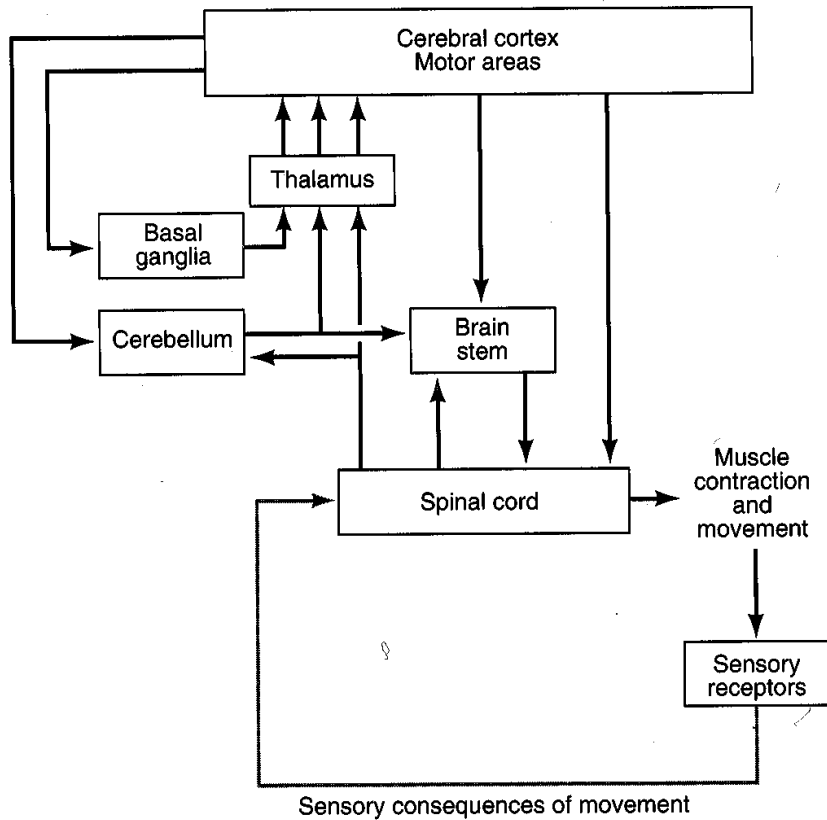 Cerebral cortex
Motor areas
Thalamus
Basal
ganglia
Cerebellum
Brain
stem
Spinal cord
Muscle
contraction
and
movement
Sensory
receptors
Sensory consequences of movement